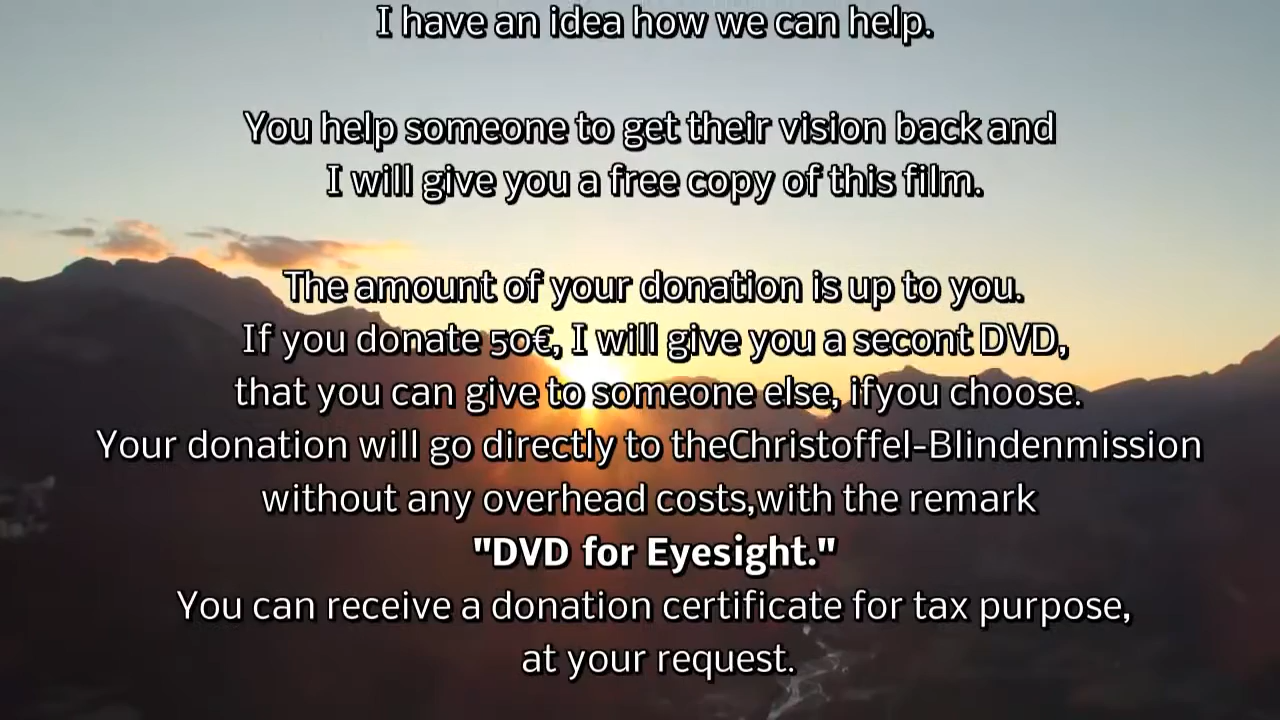 I have an idea how we can help.
You help someone to get their vision back and
I will give you a free copy of this film.
The amount of your donation is up to you.
If you donate 50€, I will give you a secont DVD,
that you can give to someone else, ifyou choose.
Your donation will go directly to theChristoffel-Blindenmission
without any overhead costs,with the remark
"DVD for Eyesight."
You can receive a donation certificate for tax purpose,
at your request.